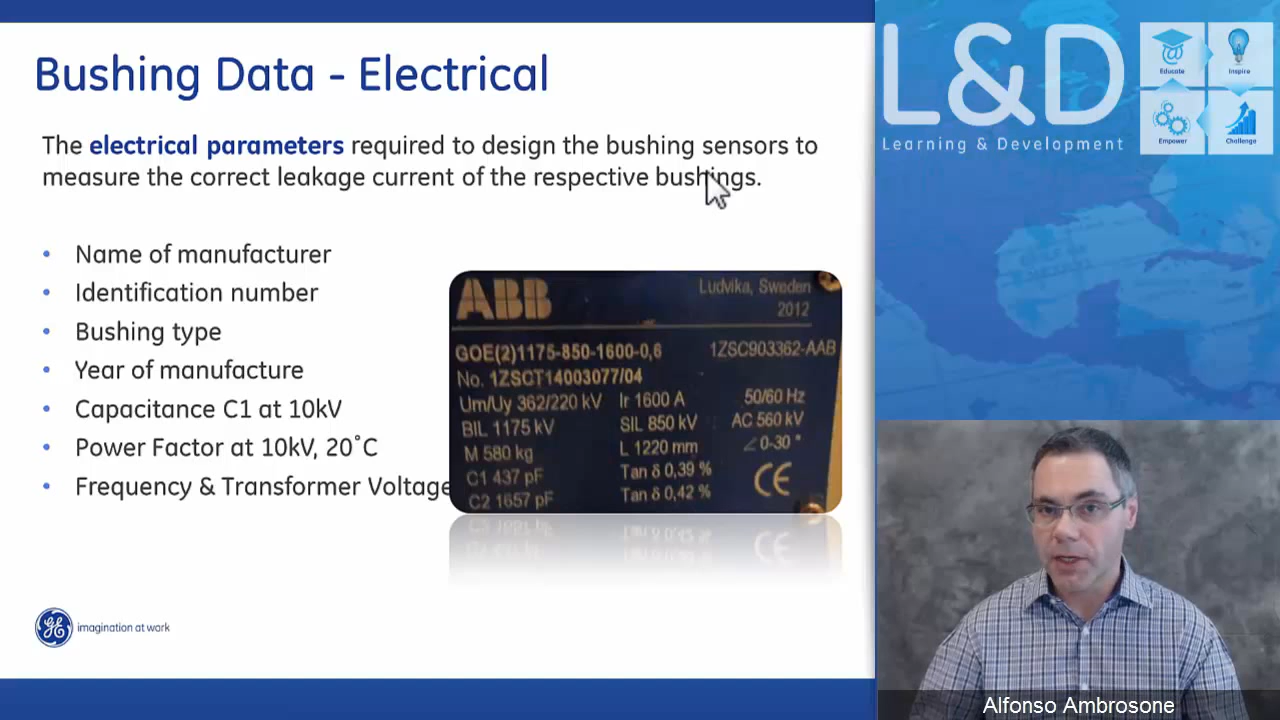 Bushing Data - Electrical
The electrical parameters required to design the bushing sensors to
measure the correct leakage current of the respective bushings.
• Name of manufacturer
• Identification number
• Bushing type
• Year of manufacture
• Capacitance C1 at 10kV
• Power Factor at 10kV, 20°C
• Frequency & Transformer Voltage
ABB
Ludvika, Sweden
2012
GOE(2)1175-850-1600-0,6 1ZSC903362-AAB
No. 1ZSCT14003077/04
Um/Uy 362/220 kV Ir 1600 A 50/60 Hz
BIL 1175 kV SIL 850 kV AC 560 kV
M 580 kg L 1220 mm ∠ 0-30 °
C1 437 pF Tan δ 0,39 %
C2 1657 pF Tan δ 0,42 %
CE
GE imagination at work
L&D
Learning & Development
Educate
Inspire
Empower
Challenge
Alfonso Ambrosone